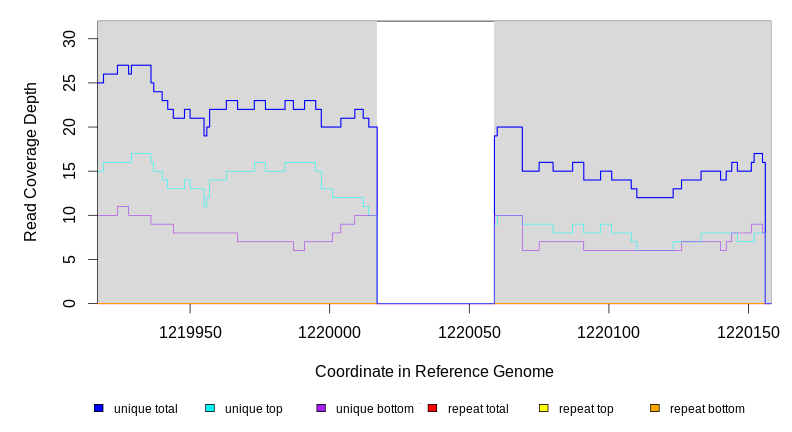 Read Coverage Depth
30
25
20
15
10
5
0
1219950 1220000 1220050 1220100 1220150
Coordinate in Reference Genome
unique total unique top unique bottom repeat total repeat top repeat bottom